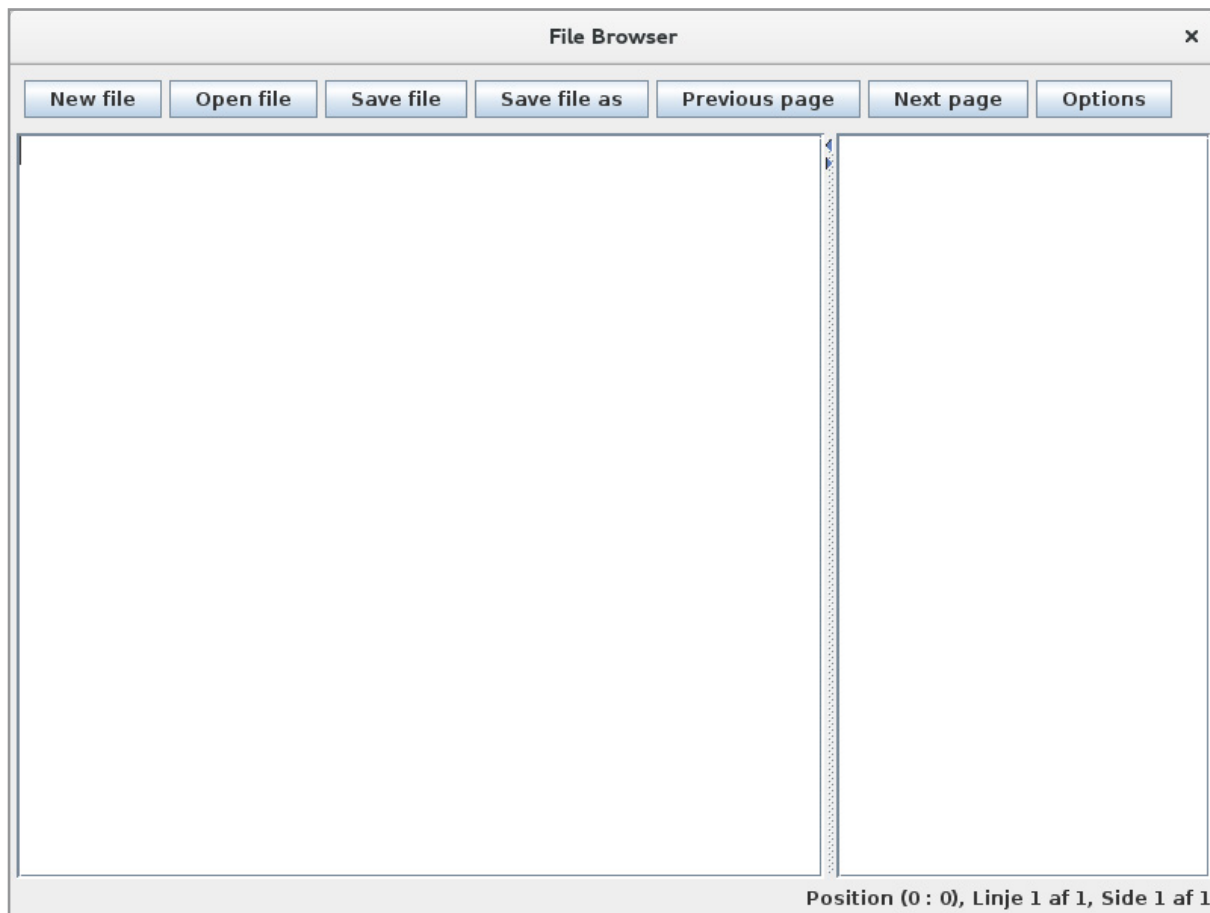 File Browser
New file Open file Save file Save file as Previous page Next page Options
Position (0 : 0), Linje 1 af 1, Side 1 af 1